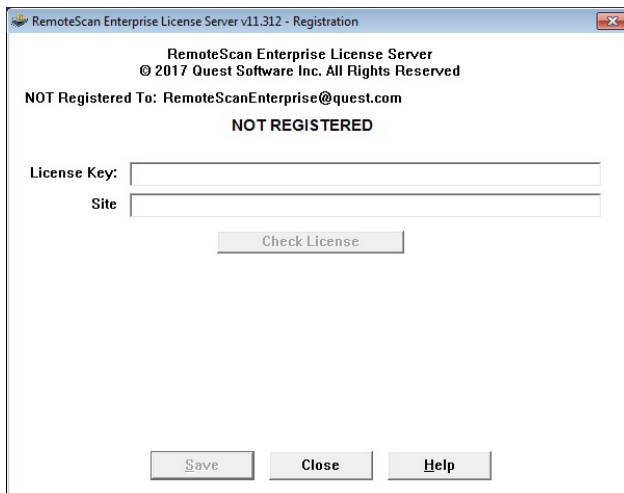 RemoteScan Enterprise License Server v11.312 - Registration
RemoteScan Enterprise License Server
© 2017 Quest Software Inc. All Rights Reserved
NOT Registered To: RemoteScanEnterprise@quest.com
NOT REGISTERED
License Key:
Site
Check License
Save Close Help